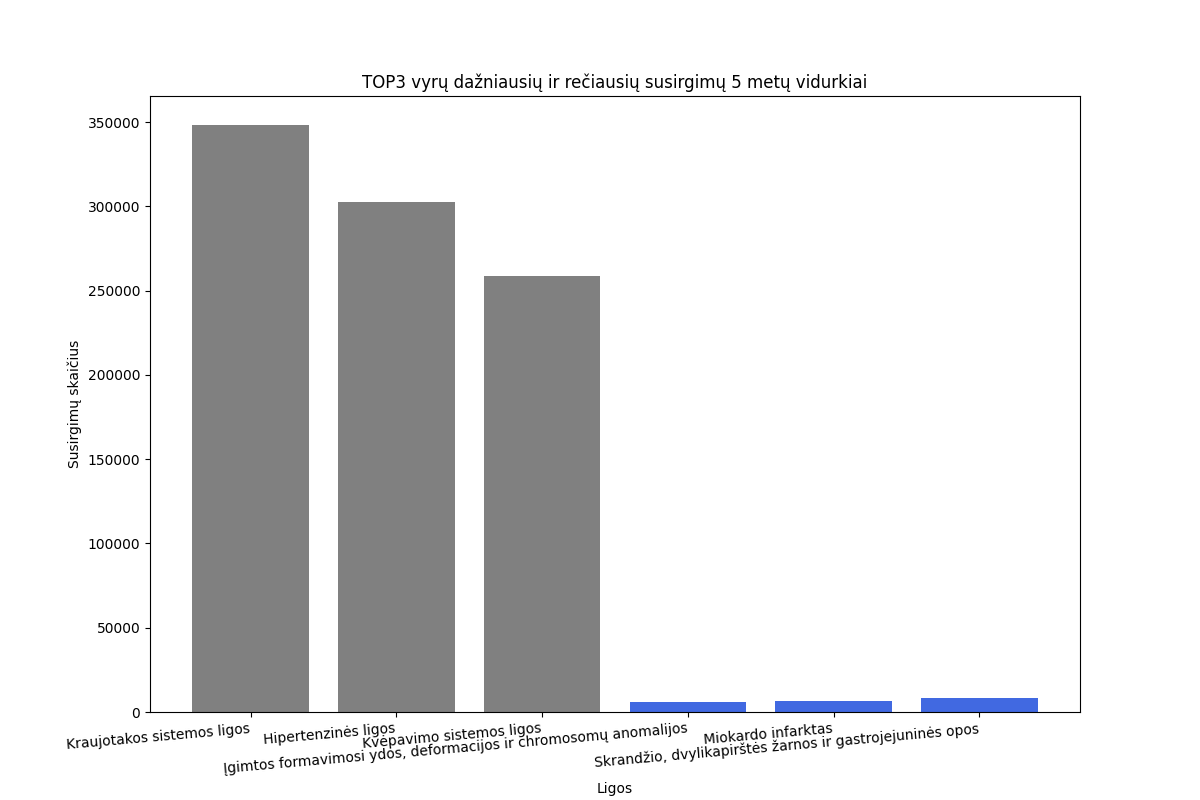 TOP3 vyrų dažniausių ir rečiausių susirgimų 5 metų vidurkiai
350000
300000
250000
200000
150000
100000
50000
0
Susirgimų skaičius
Kraujotakos sistemos ligos
Hipertenzinės ligos
Kvėpavimo sistemos ligos
Įgimtos formavimosi ydos, deformacijos ir chromosomų anomalijos
Miokardo infarktas
Skrandžio, dvylikapirštės žarnos ir gastrojejuninės opos
Ligos